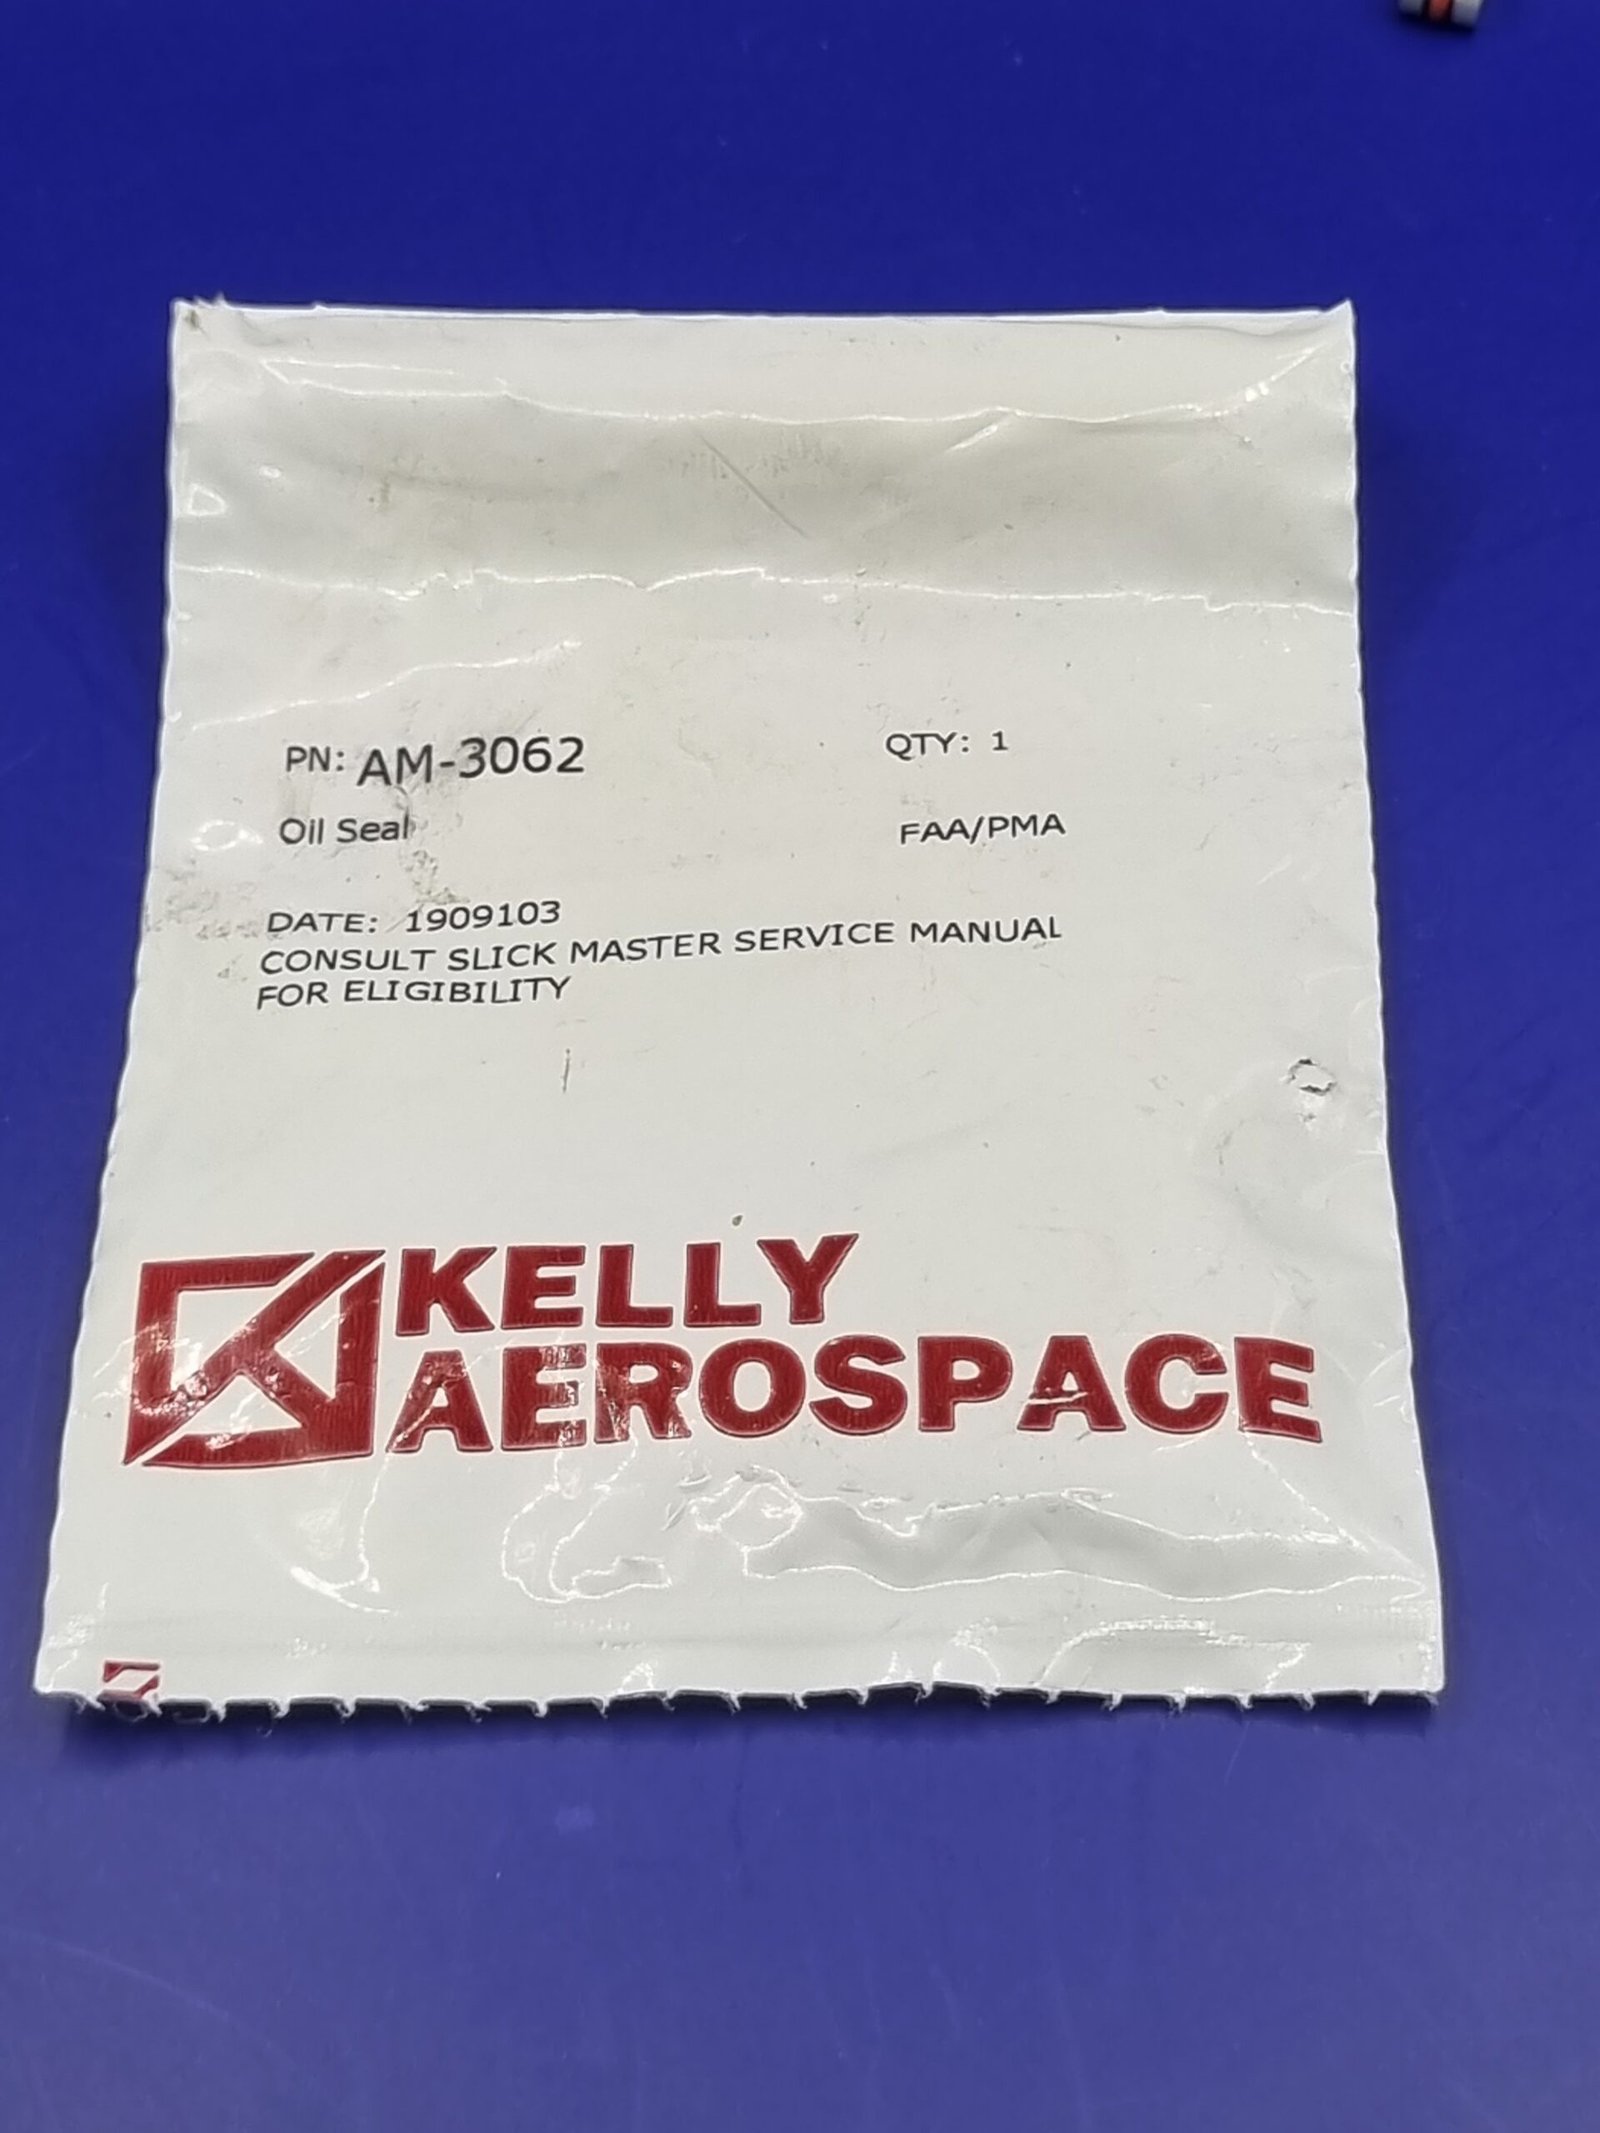 PN: AM-3062 QTY: 1
Oil Seal FAA/PMA
DATE: 1909103
CONSULT SLICK MASTER SERVICE MANUAL
FOR ELIGIBILITY
KELLY
AEROSPACE